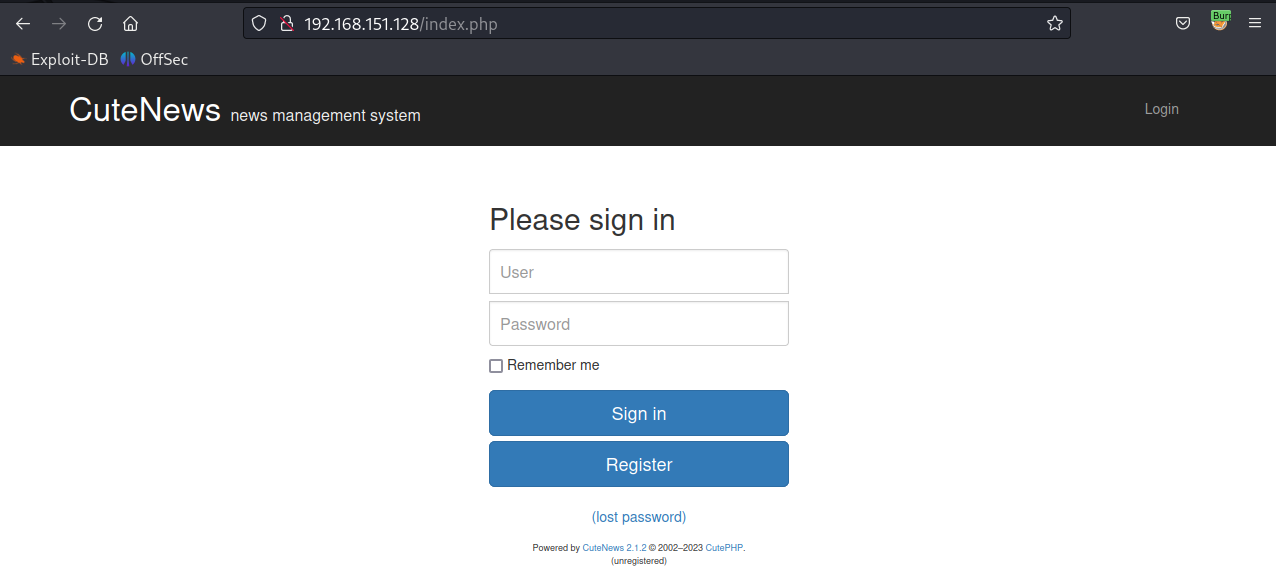 192.168.151.128/index.php
Burp
Exploit-DB OffSec
CuteNews news management system
Login
Please sign in
User
Password
Remember me
Sign in
Register
(lost password)
Powered by CuteNews 2.1.2 © 2002–2023 CutePHP.
(unregistered)